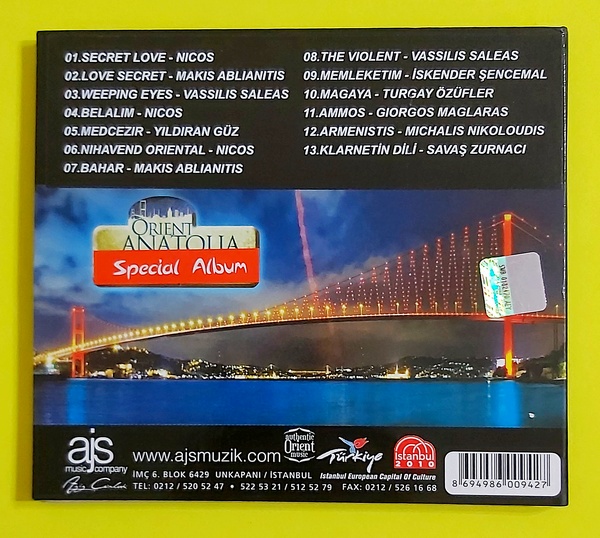 01.SECRET LOVE - NICOS
02.LOVE SECRET - MAKIS ABLIANITIS
03.WEEPING EYES - VASSILIS SALEAS
04.BELALIM - NICOS
05.MEDCEZIR - YILDIRAN GÜZ
06.NIHAVEND ORIENTAL - NICOS
07.BAHAR - MAKIS ABLIANITIS
08.THE VIOLENT - VASSILIS SALEAS
09.MEMLEKETIM - İSKENDER ŞENCEMAL
10.MAGAYA - TURGAY ÖZÜFLER
11.AMMOS - GIORGOS MAGLARAS
12.ARMENISTIS - MICHALIS NIKOLOUDIS
13.KLARNETİN DİLİ - SAVAŞ ZURNACI
ORIENT
ANATOLIA
Special Album
ajs
music company
www.ajsmuzik.com
authentic
Orient
music
Türkiye
Istanbul
2010
Istanbul European Capital Of Culture
İMÇ 6. BLOK 6429 UNKAPANI / İSTANBUL
TEL: 0212 / 520 52 47 • 522 53 21 / 512 52 79 FAX: 0212 / 526 16 68
8 694986 009427